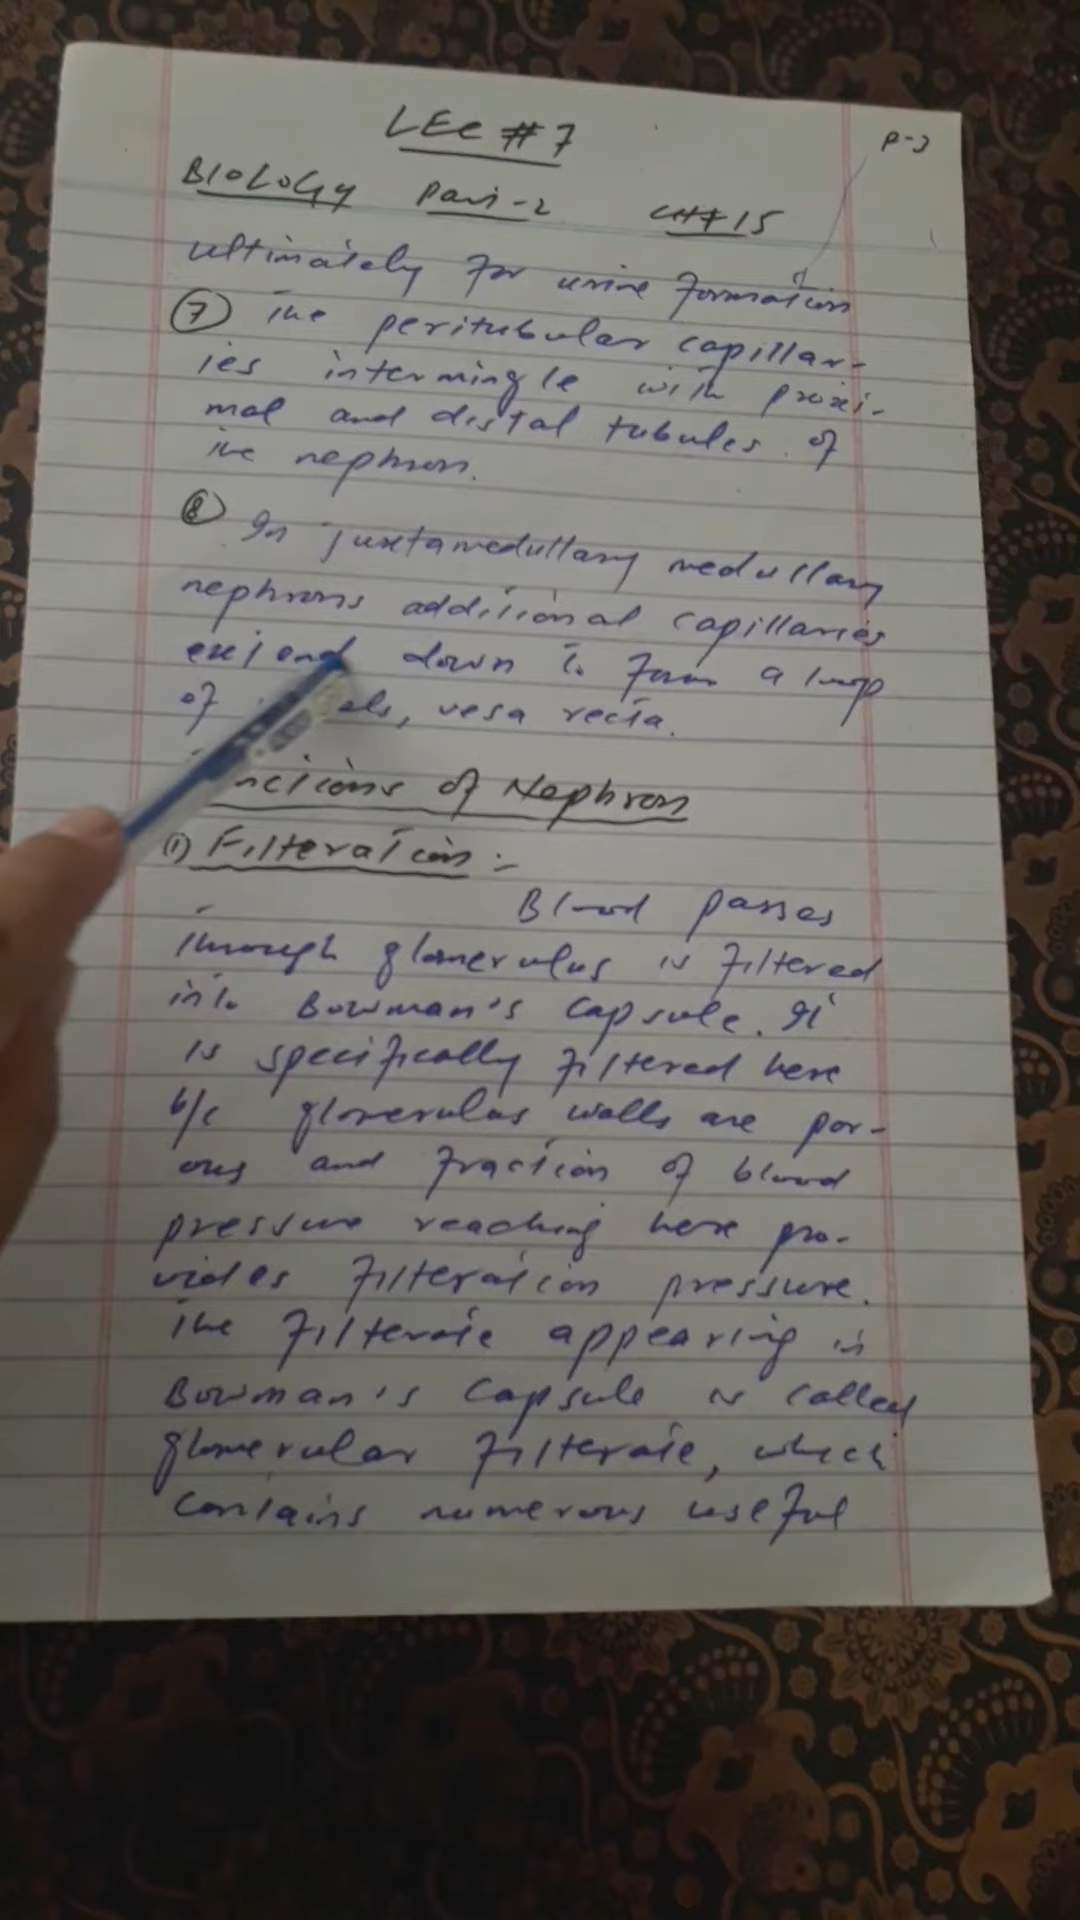 LEC #7
P-3
BIOLOGY Part-2 CH#15
ultimately for urine formation
7 The peritubular capillar-
ies intermingle with proxi-
mal and distal tubules of
the nephron.
8 In juxtamedullary medullary
nephrons additional capillaries
extend down to form a loop
of vesa recta.
of Nephron
(1) Filteration :-
Blood passes
through glomerulus is filtered
into Bowman's capsule. It
is specifically filtered here
b/c glomerulus walls are por-
ous and fraction of blood
pressure reaching here pro-
vides filteration pressure.
The filterate appearing in
Bowman's Capsule is called
glomerular filterate, which
contains numerous useful